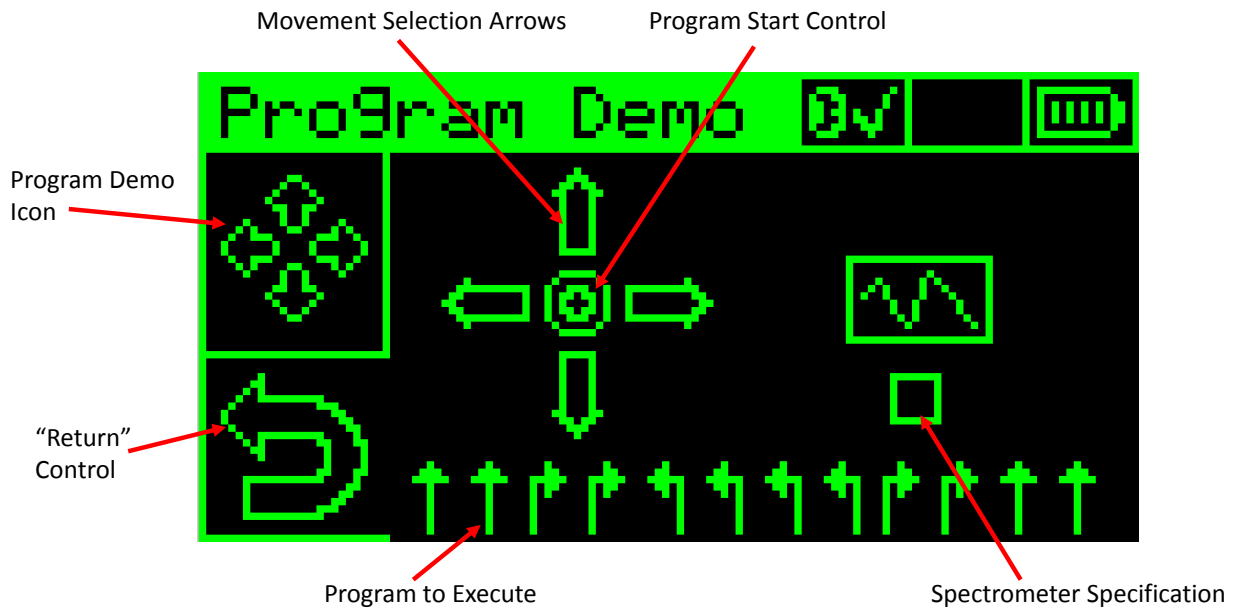 Movement Selection Arrows
Program Start Control
Program Demo
Program Demo
Icon
“Return”
Control
Program to Execute
Spectrometer Specification